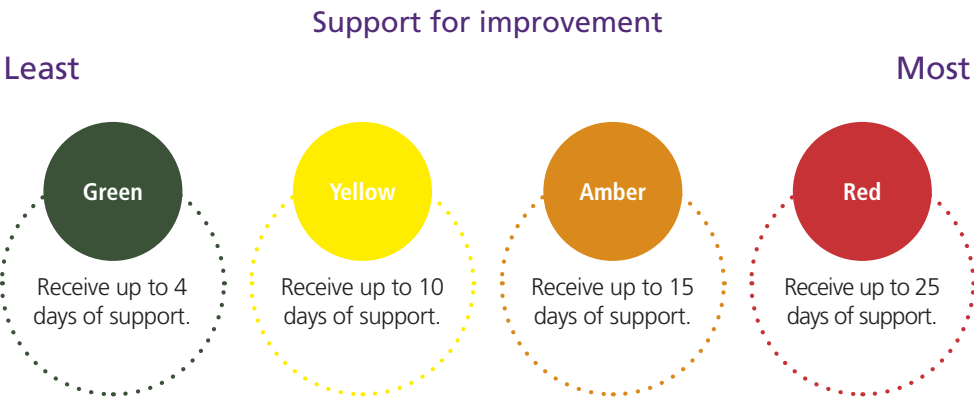 Support for improvement
Least
Most
Green
Receive up to 4
days of support.
Yellow
Receive up to 10
days of support.
Amber
Receive up to 15
days of support.
Red
Receive up to 25
days of support.